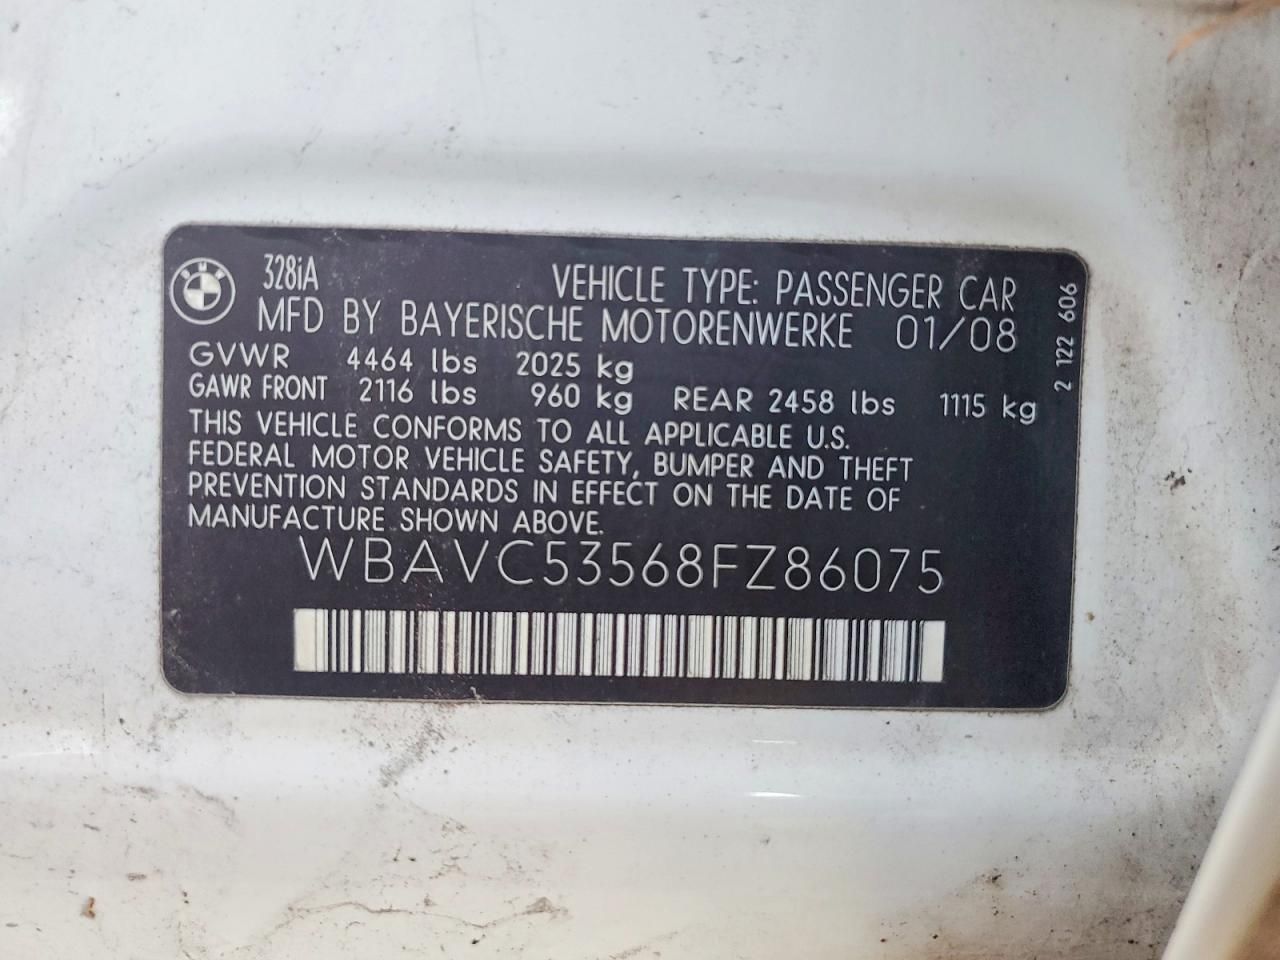 BMW
328iA VEHICLE TYPE: PASSENGER CAR
MFD BY BAYERISCHE MOTORENWERKE 01/08
GVWR 4464 lbs 2025 kg
GAWR FRONT 2116 lbs 960 kg REAR 2458 lbs 1115 kg
THIS VEHICLE CONFORMS TO ALL APPLICABLE U.S.
FEDERAL MOTOR VEHICLE SAFETY, BUMPER AND THEFT
PREVENTION STANDARDS IN EFFECT ON THE DATE OF
MANUFACTURE SHOWN ABOVE.
WBAVC53568FZ86075
2 122 606